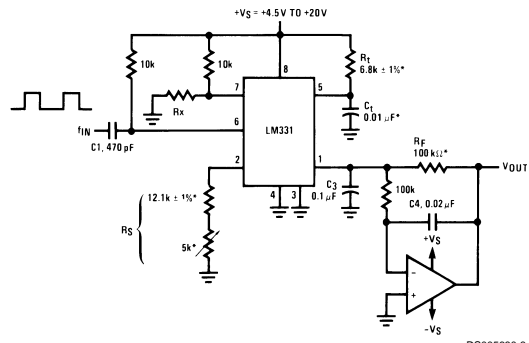 +VS = +4.5V TO +20V
10k
10k
Rt
6.8k ± 1%*
8
7
5
Rx
Ct
0.01 µF*
fIN
C1, 470 pF
6
LM331
RF
100 kΩ*
VOUT
2
1
12.1k ± 1%*
C3
0.1 µF
100k
C4, 0.02 µF
RS
4
3
5k*
+VS
−
+
−VS